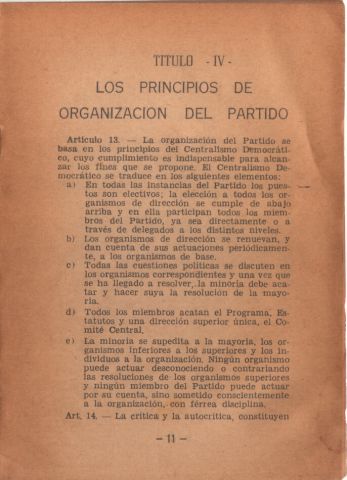 TITULO - IV -
LOS PRINCIPIOS DE
ORGANIZACION DEL PARTIDO
Artículo 13. — La organización del Partido se
basa en los principios del Centralismo Democráti-
co, cuyo cumplimiento es indispensable para alcan-
zar los fines que se propone. El Centralismo De-
mocrático se traduce en los siguientes elementos:
a) En todas las instancias del Partido los pues-
tos son electivos; la elección a todos los or-
ganismos de dirección se cumple de abajo
arriba y en ella participan todos los miem-
bros del Partido, ya sea directamente o a
través de delegados a los distintos niveles.
b) Los organismos de dirección se renuevan, y
dan cuenta de sus actuaciones periódicamen-
te, a los organismos de base.
c) Todas las cuestiones políticas se discuten en
los organismos correspondientes y una vez que
se ha llegado a resolver, la minoría debe aca-
tar y hacer suya la resolución de la mayo-
ría.
d) Todos los miembros acatan el Programa, Es-
tatutos y una dirección superior única, el Co-
mité Central.
e) La minoría se supedita a la mayoría, los or-
ganismos inferiores a los superiores y los in-
dividuos a la organización. Ningún organismo
puede actuar desconociendo o contrariando
las resoluciones de los organismos superiores
y ningún miembro del Partido puede actuar
por su cuenta, sino sometido conscientemente
a la organización, con férrea disciplina.
Art. 14. — La crítica y la autocrítica, constituyen
— 11 —